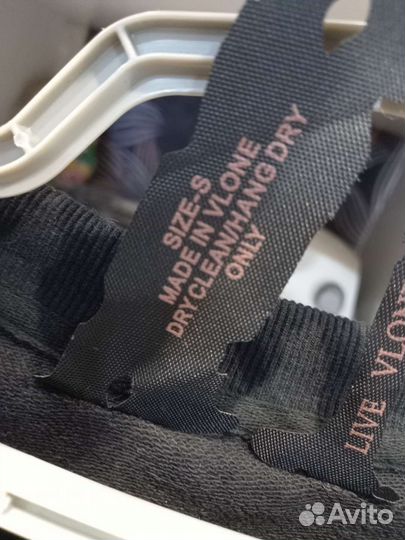 SIZE-S
MADE IN VLONE
DRYCLEAN/HANG DRY
ONLY
LIVE VLONE
Avito